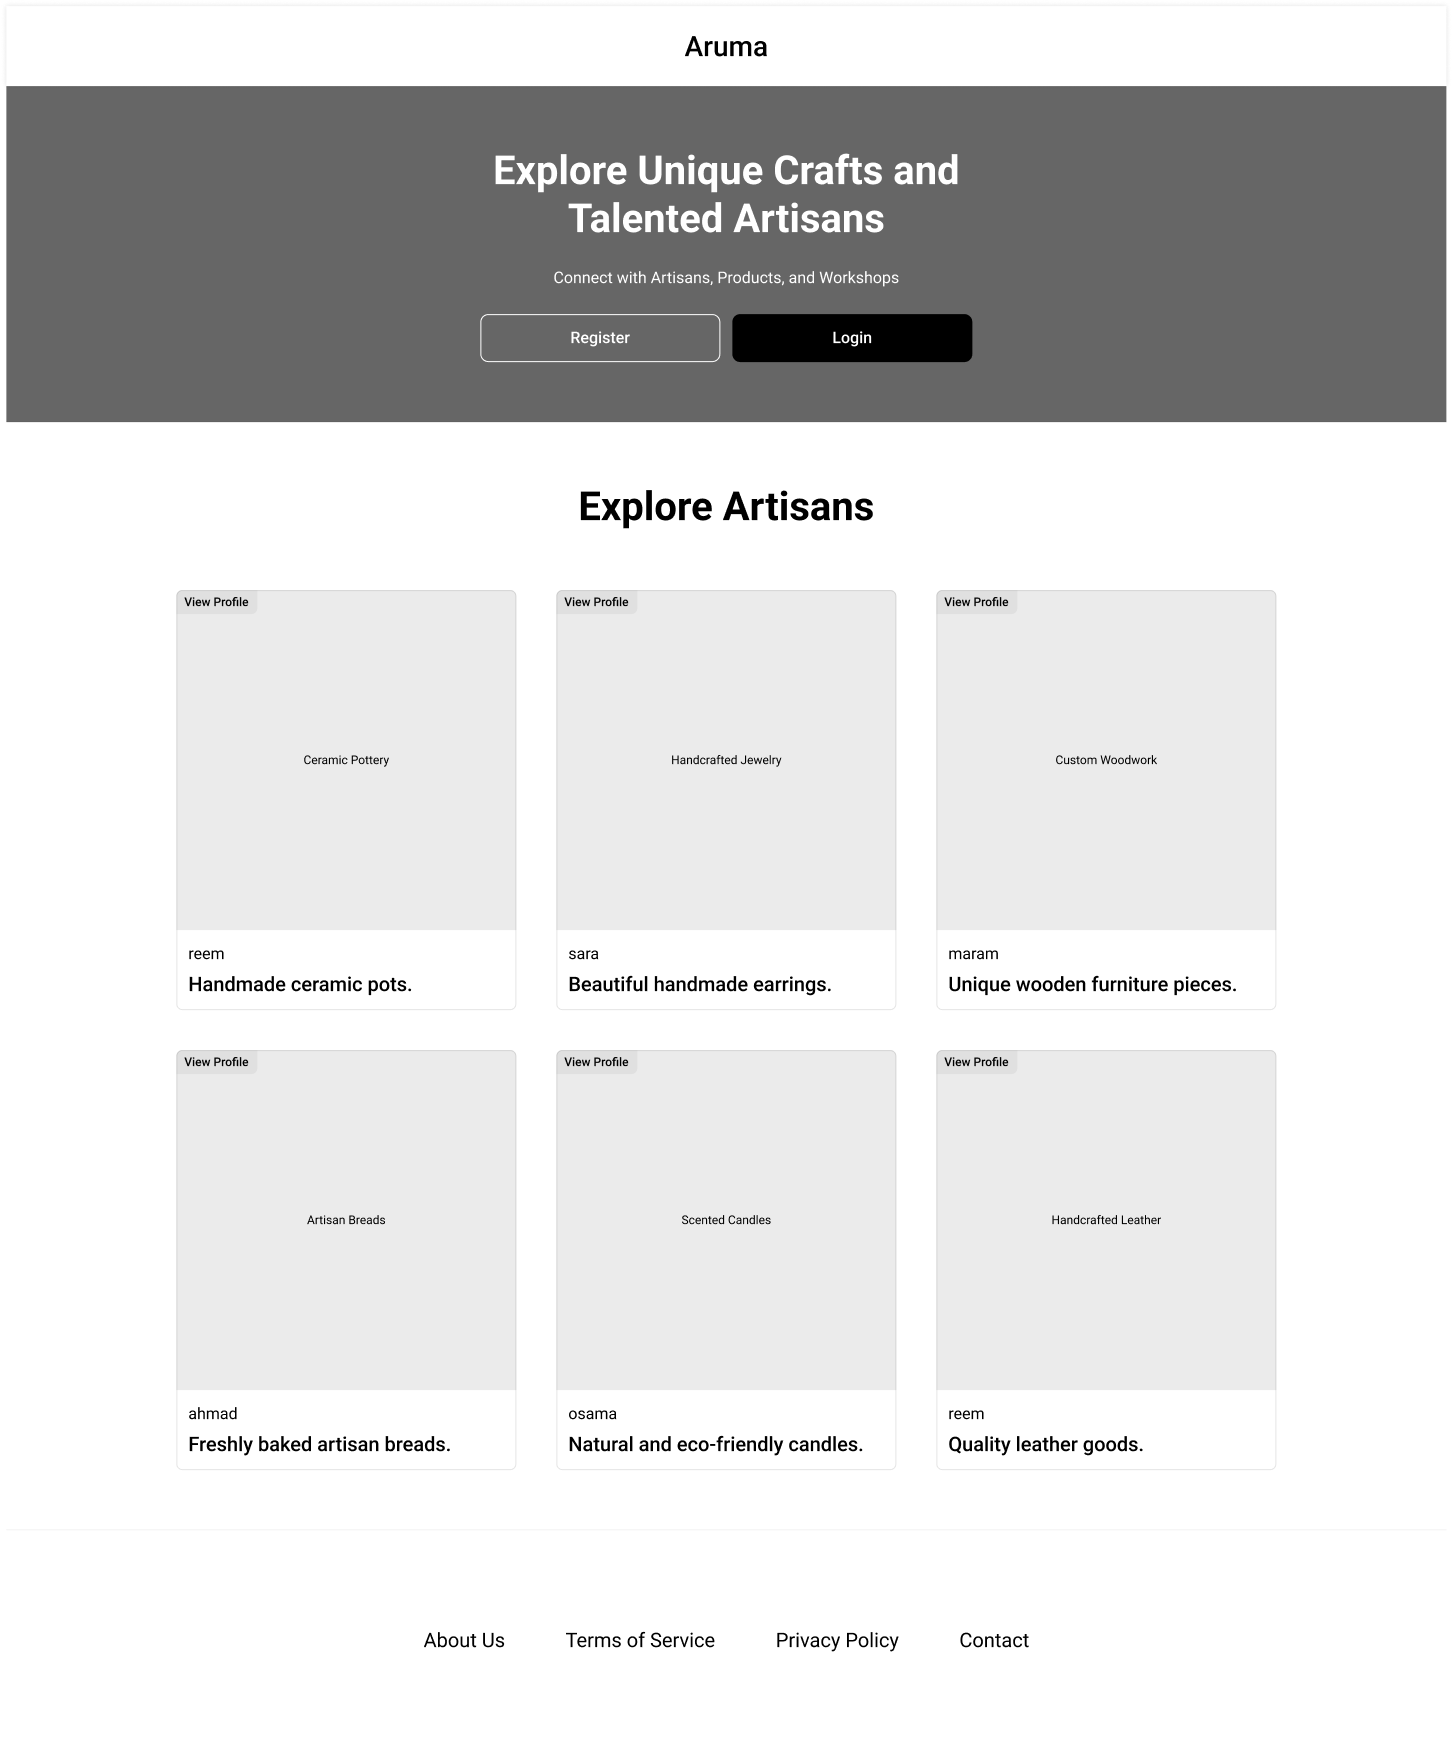 Aruma
Explore Unique Crafts and
Talented Artisans
Connect with Artisans, Products, and Workshops
Register
Login
Explore Artisans
View Profile
Ceramic Pottery
reem
Handmade ceramic pots.
View Profile
Handcrafted Jewelry
sara
Beautiful handmade earrings.
View Profile
Custom Woodwork
maram
Unique wooden furniture pieces.
View Profile
Artisan Breads
ahmad
Freshly baked artisan breads.
View Profile
Scented Candles
osama
Natural and eco-friendly candles.
View Profile
Handcrafted Leather
reem
Quality leather goods.
About Us
Terms of Service
Privacy Policy
Contact